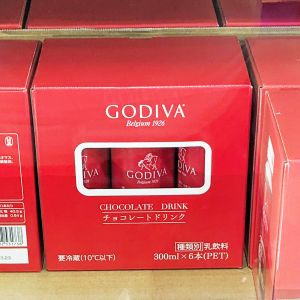 GODIVA
Belgium 1926
GODIVA
Belgium 1926
CHOCOLATE DRINK
チョコレートドリンク
種類別 乳飲料
要冷蔵(10℃以下)
300ml×6本(PET)